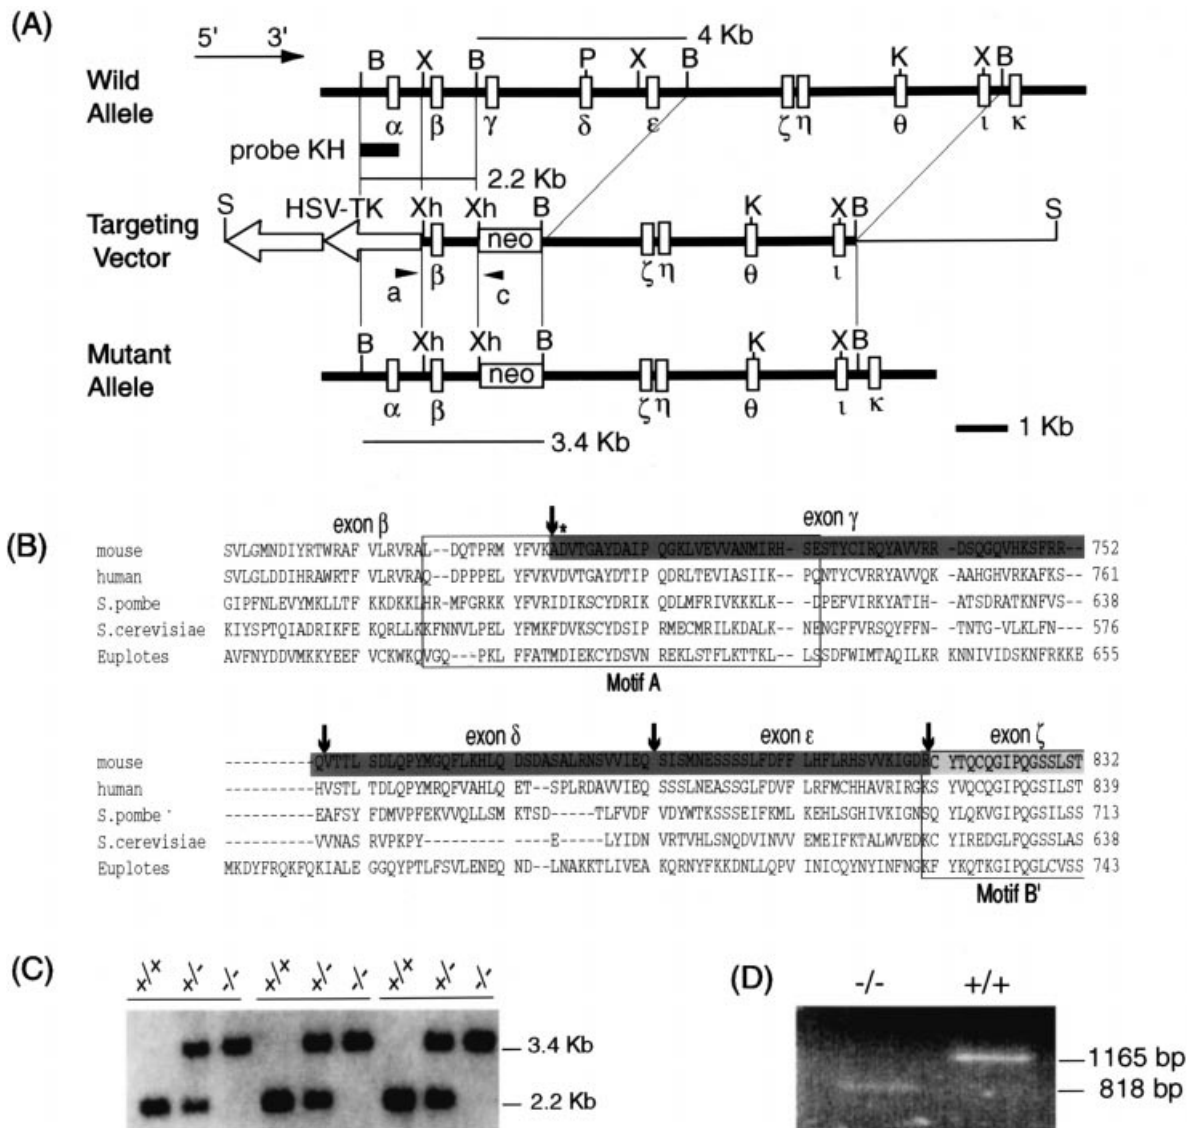 (A)
5' 3'
4 Kb
B X B P X B K X B
Wild
Allele
α β γ δ ε ζ η θ ι κ
probe KH
2.2 Kb
S HSV-TK Xh Xh B K X B S
Targeting
Vector
neo
β ζ η θ ι
a c
B Xh Xh B K X B
Mutant
Allele
neo
α β ζ η θ ι κ
3.4 Kb
1 Kb
(B)
exon β exon γ
*
mouse SVLGMNDIYRTWRAF VLRVRAL--DQTPRM YFVKADVTGAYDAIP QGKLVEVVANMIRH- SESTYCIRQYAVVRR -DSQGQVHKSFRR-- 752
human SVLGLDDIHRAWRTF VLRVRAQ--DPPPEL YFVKVDVTGAYDTIP QDRLTEVIASIIK-- PQNTYCVRRYAVVQK -AAHGHVRKAFKS-- 761
S.pombe GIPFNLEVYMKLLTF KKDKKLHR-MFGRKK YFVRIDIKSCYDRIK QDLMFRIVKKKLK-- DPEFVIRKYATIH- -ATSDRATKNFVS-- 638
S.cerevisiae KIYSPTQIADRIKFE KQRLLKKFNNVLPELYFMKFDVKSCYDSIP RMECMRILKDALK-- NENGFFVRSQYFFN- -TNTG-VLKLFN--- 576
Euplotes AVFNYDDVMKKYEEF VCKWKQVGQ---PKLF FATMDIEKCYDSVN REKLSTFLKTTKL-- LSSDFWIMTAQILKR KNNIVIDSKNFRKKE 655
Motif A
exon δ exon ε exon ζ
mouse ----------QVTTL SDLQPYMGQFLKHLQ DSDASALRNSVVIEQ SISMNESSSSLFDFF LHFLRHSVVKIGDRC YTQCQGIPQGSSLST 832
human ----------HVSTL TDLQPYMRQFVAHLQ ET--SPLRDAVVIEQ SSSLNEASSGLFDVF LRFMCHHAVRIRGKS YVQCQGIPQGSILST 839
S.pombe ----------EAFSY FDMVPFEKVVQLLSM KTSD----TLFVDF VDYWTKSSSEIFKML KEHLSGHIVKIGNSQ YLQKVGIPQGSILSS 713
S.cerevisiae ----------VVNAS RVPKPY---------E-----LYIDN VRTVHLSNQDVINVV EMEIFKTALWVEDKC YIREDGLFQGSSLAS 638
Euplotes MKDYFRQKFQKIALE GGQYPTLFSVLENEQ ND--LNAKKTLIVEA KQRNYFKKDNLLQPV INICQYNYINFNGKF YKQTKGIPQGLCVSS 743
Motif B'
(C)
+/+ +/- -/- +/+ +/- -/- +/+ +/- -/-
3.4 Kb
2.2 Kb
(D)
-/- +/+
1165 bp
818 bp